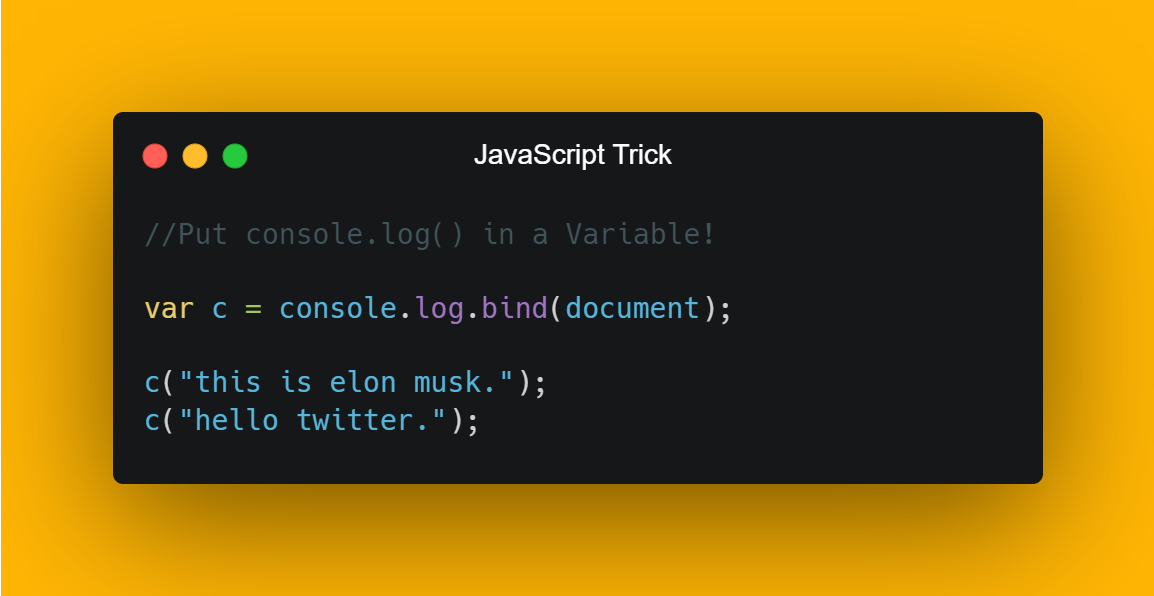 JavaScript Trick
//Put console.log() in a Variable!
var c = console.log.bind(document);
c("this is elon musk.");
c("hello twitter.");